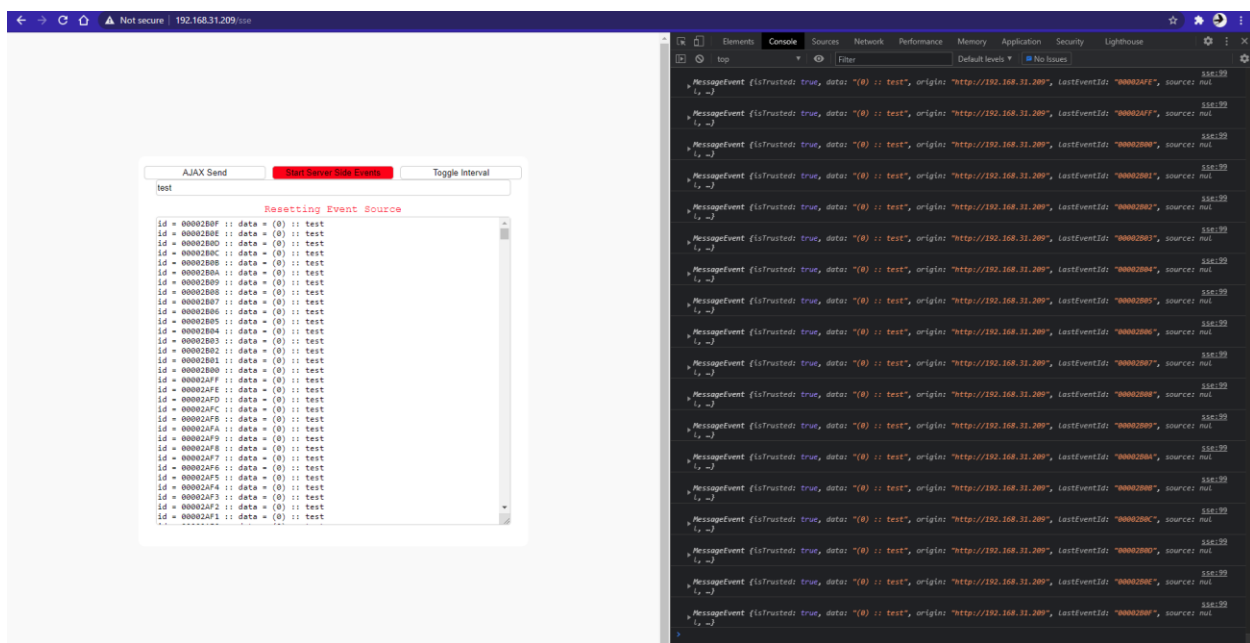 Not secure | 192.168.31.209/sse
AJAX Send
Start Server Side Events
Toggle Interval
test
Resetting Event Source
id = 00002B0F :: data = (0) :: test
id = 00002B0E :: data = (0) :: test
id = 00002B0D :: data = (0) :: test
id = 00002B0C :: data = (0) :: test
id = 00002B0B :: data = (0) :: test
id = 00002B0A :: data = (0) :: test
id = 00002B09 :: data = (0) :: test
id = 00002B08 :: data = (0) :: test
id = 00002B07 :: data = (0) :: test
id = 00002B06 :: data = (0) :: test
id = 00002B05 :: data = (0) :: test
id = 00002B04 :: data = (0) :: test
id = 00002B03 :: data = (0) :: test
id = 00002B02 :: data = (0) :: test
id = 00002B01 :: data = (0) :: test
id = 00002B00 :: data = (0) :: test
id = 00002AFF :: data = (0) :: test
id = 00002AFE :: data = (0) :: test
id = 00002AFD :: data = (0) :: test
id = 00002AFC :: data = (0) :: test
id = 00002AFB :: data = (0) :: test
id = 00002AFA :: data = (0) :: test
id = 00002AF9 :: data = (0) :: test
id = 00002AF8 :: data = (0) :: test
id = 00002AF7 :: data = (0) :: test
id = 00002AF6 :: data = (0) :: test
id = 00002AF5 :: data = (0) :: test
id = 00002AF4 :: data = (0) :: test
id = 00002AF3 :: data = (0) :: test
id = 00002AF2 :: data = (0) :: test
id = 00002AF1 :: data = (0) :: test
Elements Console Sources Network Performance Memory Application Security Lighthouse
top Filter Default levels ▼ No Issues
sse:99
MessageEvent {isTrusted: true, data: "(0) :: test", origin: "http://192.168.31.209", lastEventId: "00002AFE", source: nul
l, …}
sse:99
MessageEvent {isTrusted: true, data: "(0) :: test", origin: "http://192.168.31.209", lastEventId: "00002AFF", source: nul
l, …}
sse:99
MessageEvent {isTrusted: true, data: "(0) :: test", origin: "http://192.168.31.209", lastEventId: "00002B00", source: nul
l, …}
sse:99
MessageEvent {isTrusted: true, data: "(0) :: test", origin: "http://192.168.31.209", lastEventId: "00002B01", source: nul
l, …}
sse:99
MessageEvent {isTrusted: true, data: "(0) :: test", origin: "http://192.168.31.209", lastEventId: "00002B02", source: nul
l, …}
sse:99
MessageEvent {isTrusted: true, data: "(0) :: test", origin: "http://192.168.31.209", lastEventId: "00002B03", source: nul
l, …}
sse:99
MessageEvent {isTrusted: true, data: "(0) :: test", origin: "http://192.168.31.209", lastEventId: "00002B04", source: nul
l, …}
sse:99
MessageEvent {isTrusted: true, data: "(0) :: test", origin: "http://192.168.31.209", lastEventId: "00002B05", source: nul
l, …}
sse:99
MessageEvent {isTrusted: true, data: "(0) :: test", origin: "http://192.168.31.209", lastEventId: "00002B06", source: nul
l, …}
sse:99
MessageEvent {isTrusted: true, data: "(0) :: test", origin: "http://192.168.31.209", lastEventId: "00002B07", source: nul
l, …}
sse:99
MessageEvent {isTrusted: true, data: "(0) :: test", origin: "http://192.168.31.209", lastEventId: "00002B08", source: nul
l, …}
sse:99
MessageEvent {isTrusted: true, data: "(0) :: test", origin: "http://192.168.31.209", lastEventId: "00002B09", source: nul
l, …}
sse:99
MessageEvent {isTrusted: true, data: "(0) :: test", origin: "http://192.168.31.209", lastEventId: "00002B0A", source: nul
l, …}
sse:99
MessageEvent {isTrusted: true, data: "(0) :: test", origin: "http://192.168.31.209", lastEventId: "00002B0B", source: nul
l, …}
sse:99
MessageEvent {isTrusted: true, data: "(0) :: test", origin: "http://192.168.31.209", lastEventId: "00002B0C", source: nul
l, …}
sse:99
MessageEvent {isTrusted: true, data: "(0) :: test", origin: "http://192.168.31.209", lastEventId: "00002B0D", source: nul
l, …}
sse:99
MessageEvent {isTrusted: true, data: "(0) :: test", origin: "http://192.168.31.209", lastEventId: "00002B0E", source: nul
l, …}
sse:99
MessageEvent {isTrusted: true, data: "(0) :: test", origin: "http://192.168.31.209", lastEventId: "00002B0F", source: nul
l, …}